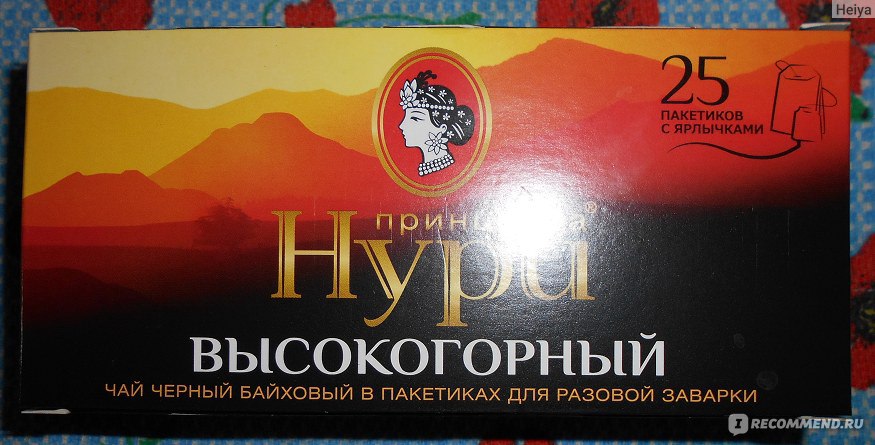 Heiya
25
ПАКЕТИКОВ
С ЯРЛЫЧКАМИ
Нури
ВЫСОКОГОРНЫЙ
ЧАЙ ЧЕРНЫЙ БАЙХОВЫЙ В ПАКЕТИКАХ ДЛЯ РАЗОВОЙ ЗАВАРКИ
I RECOMMEND.RU